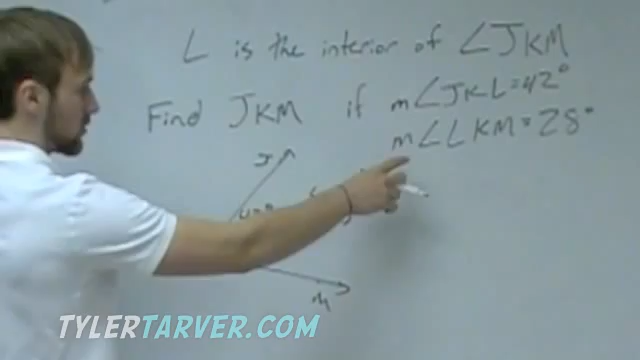 L is the interior of ∠JKM
Find JKM if m∠JKL=42°
m∠LKM=28°
J
M
TYLERTARVER.COM